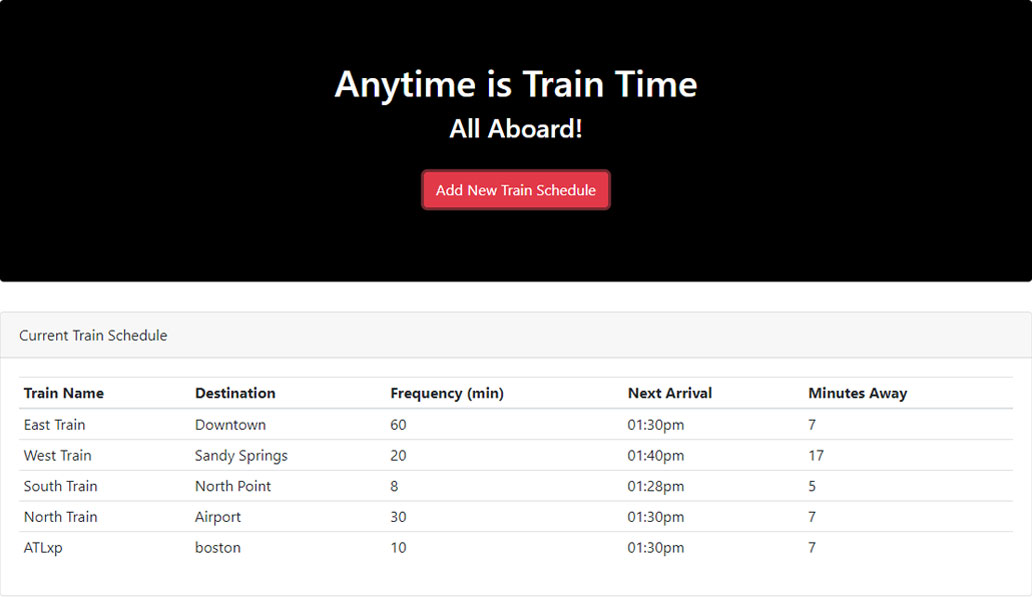 Anytime is Train Time
All Aboard!
Add New Train Schedule
Current Train Schedule
Train Name Destination Frequency (min) Next Arrival Minutes Away
East Train Downtown 60 01:30pm 7
West Train Sandy Springs 20 01:40pm 17
South Train North Point 8 01:28pm 5
North Train Airport 30 01:30pm 7
ATLxp boston 10 01:30pm 7